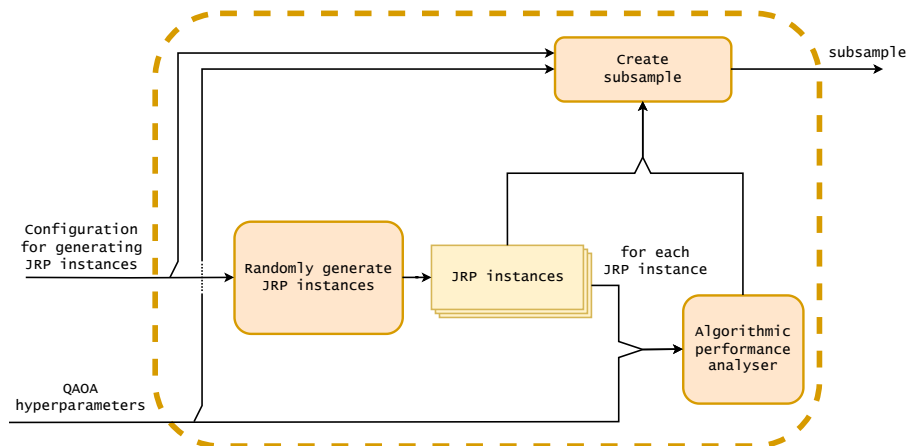 Create
subsample
subsample
Configuration
for generating
JRP instances
Randomly generate
JRP instances
JRP instances
for each
JRP instance
Algorithmic
performance
analyser
QAOA
hyperparameters